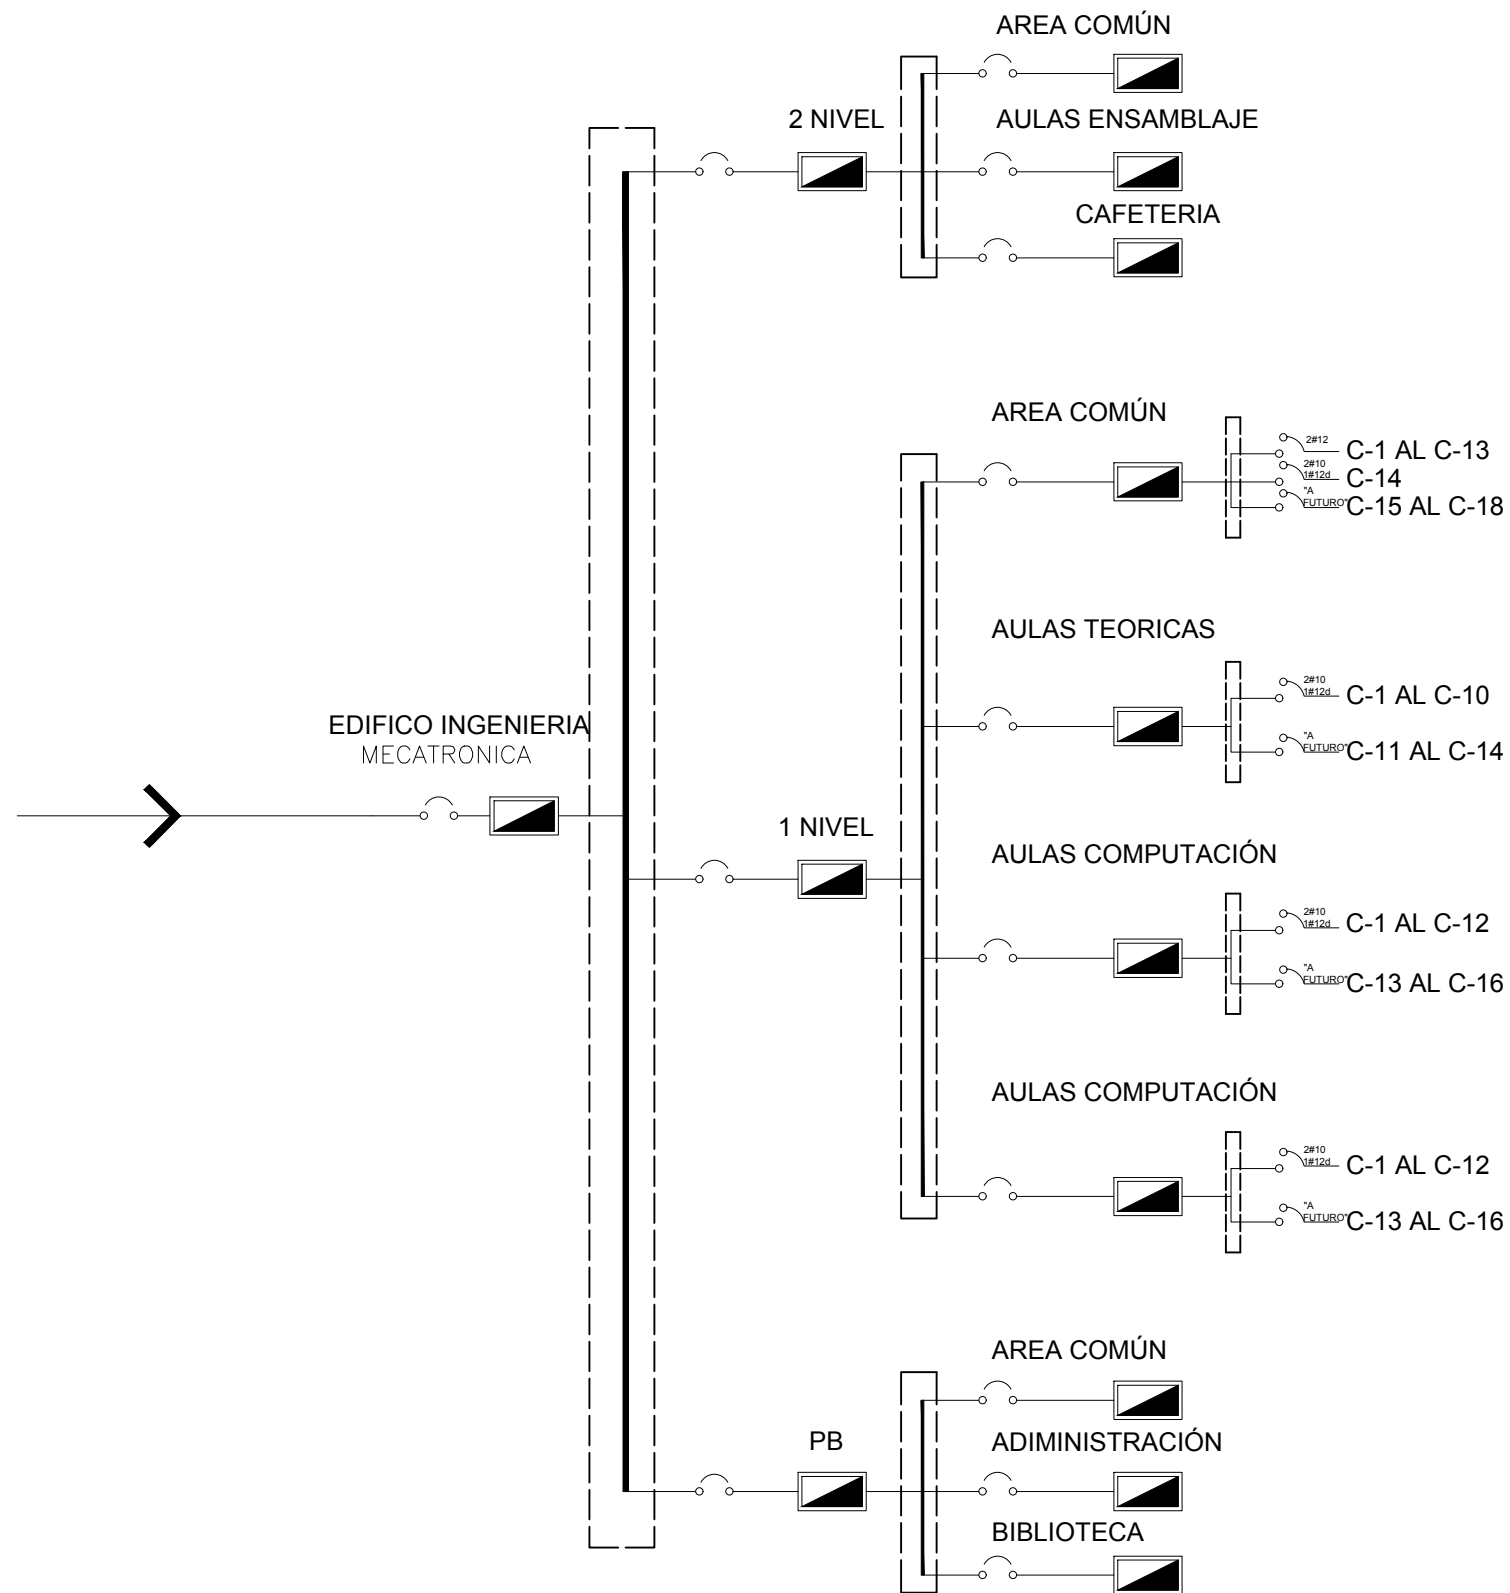 AREA COMÚN
2 NIVEL
AULAS ENSAMBLAJE
CAFETERIA
AREA COMÚN
2#12
C-1 AL C-13
2#10
1#12d
C-14
"A
FUTURO"
C-15 AL C-18
AULAS TEORICAS
2#10
1#12d
C-1 AL C-10
"A
FUTURO"
C-11 AL C-14
EDIFICO INGENIERIA
MECATRONICA
1 NIVEL
AULAS COMPUTACIÓN
2#10
1#12d
C-1 AL C-12
"A
FUTURO"
C-13 AL C-16
AULAS COMPUTACIÓN
2#10
1#12d
C-1 AL C-12
"A
FUTURO"
C-13 AL C-16
AREA COMÚN
PB
ADIMINISTRACIÓN
BIBLIOTECA